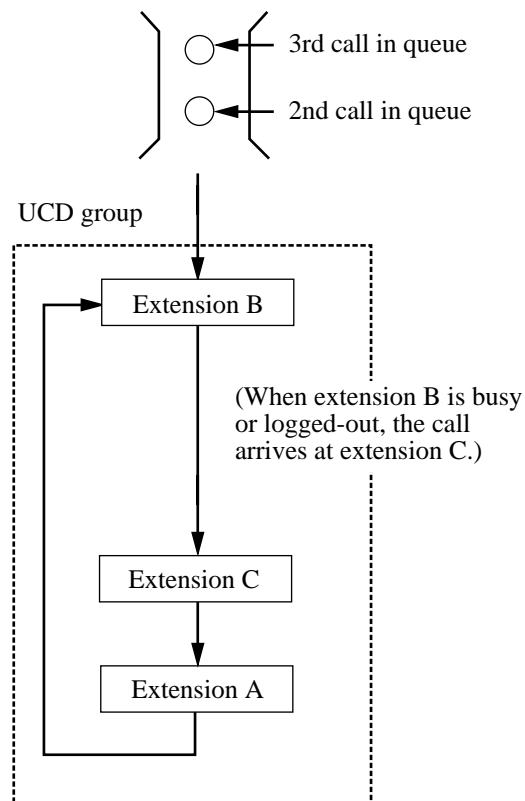 3rd call in queue
2nd call in queue
UCD group
Extension B
(When extension B is busy
or logged-out, the call
arrives at extension C.)
Extension C
Extension A